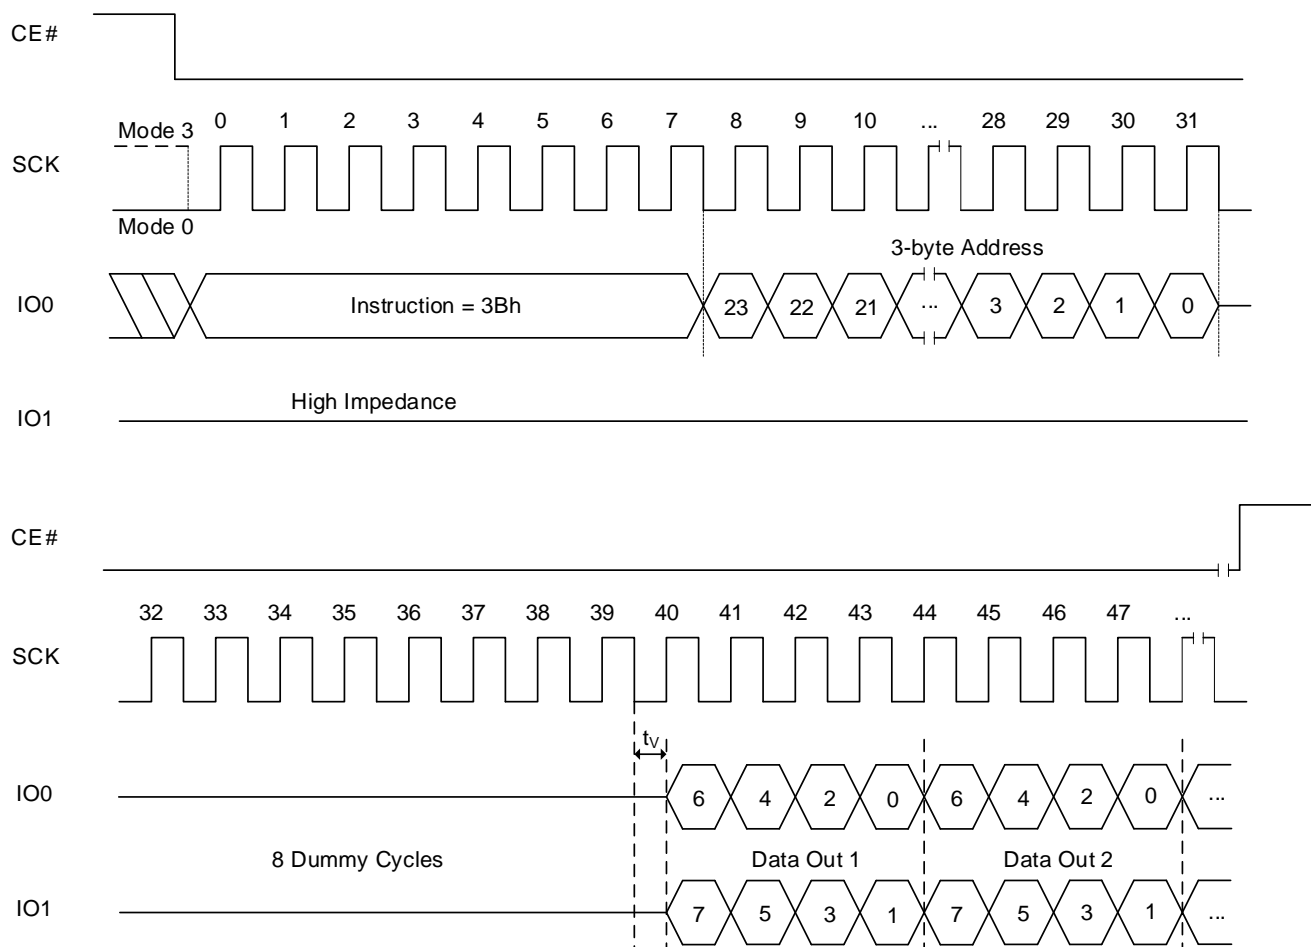 CE#
0 1 2 3 4 5 6 7 8 9 10 ... 28 29 30 31
Mode 3
SCK
Mode 0
3-byte Address
IO0 Instruction = 3Bh 23 22 21 ... 3 2 1 0
High Impedance
IO1
CE#
32 33 34 35 36 37 38 39 40 41 42 43 44 45 46 47 ...
SCK
tV
IO0 6 4 2 0 6 4 2 0 ...
8 Dummy Cycles Data Out 1 Data Out 2
IO1 7 5 3 1 7 5 3 1 ...